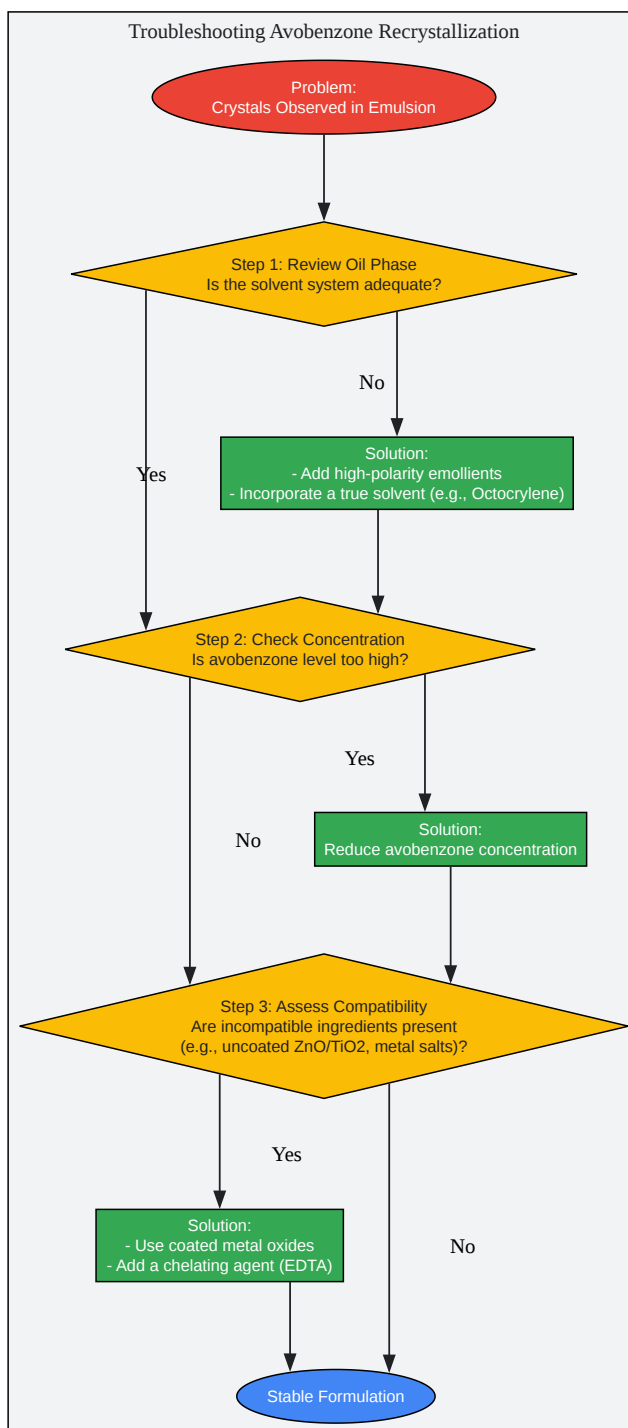 Troubleshooting Avobenzone Recrystallization
Problem:
Crystals Observed in Emulsion
Step 1: Review Oil Phase
Is the solvent system adequate?
No
Solution:
- Add high-polarity emollients
- Incorporate a true solvent (e.g., Octocrylene)
Yes
Step 2: Check Concentration
Is avobenzone level too high?
Yes
Solution:
Reduce avobenzone concentration
No
Step 3: Assess Compatibility
Are incompatible ingredients present
(e.g., uncoated ZnO/TiO2, metal salts)?
Yes
Solution:
- Use coated metal oxides
- Add a chelating agent (EDTA)
No
Stable Formulation